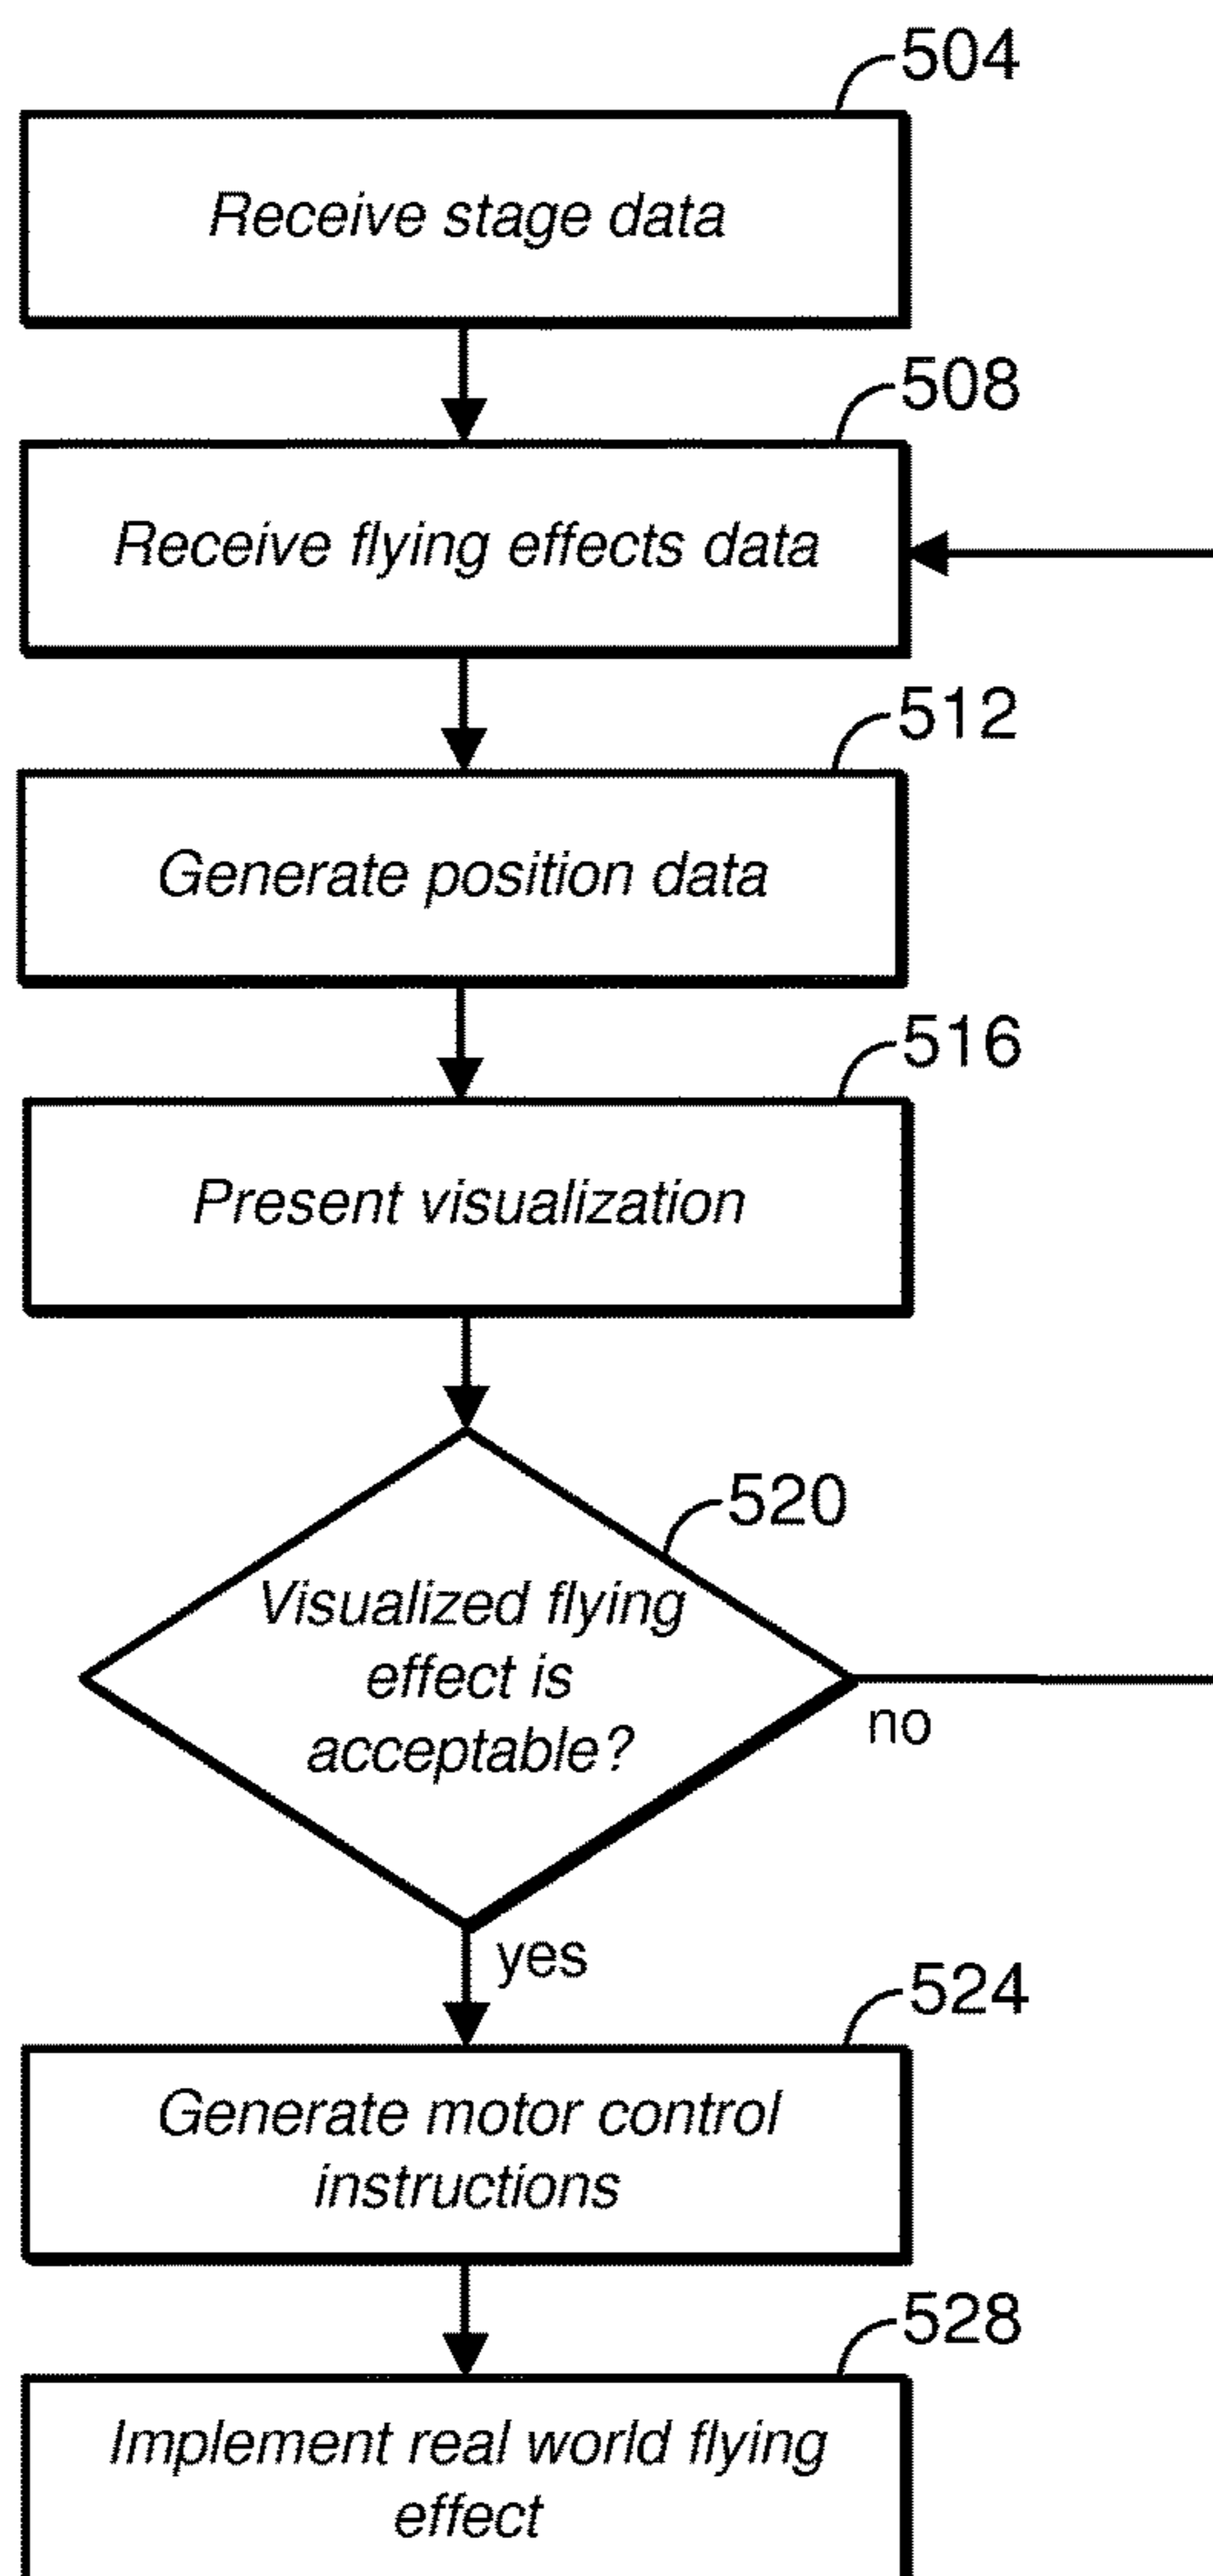 504
Receive stage data
508
Receive flying effects data
512
Generate position data
516
Present visualization
520
Visualized flying
effect is
acceptable?
no
yes
524
Generate motor control
instructions
528
Implement real world flying
effect